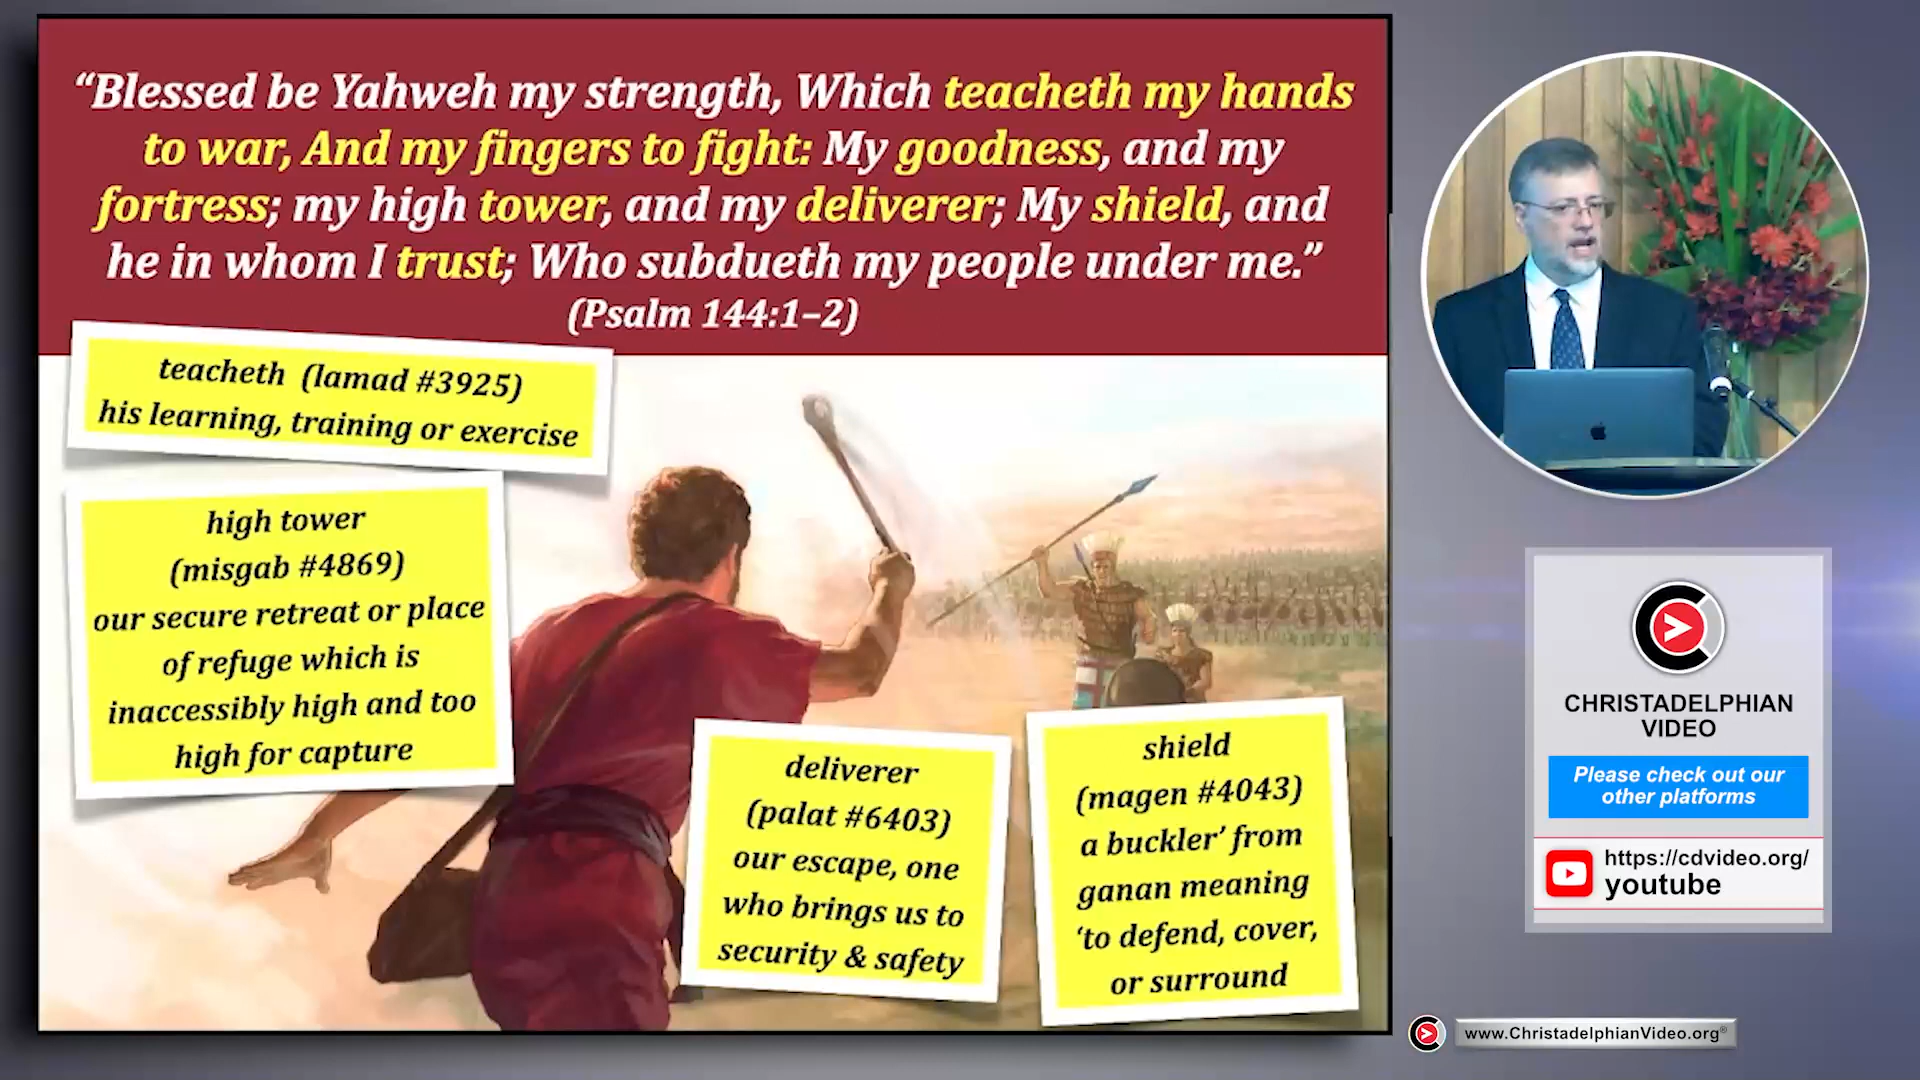 “Blessed be Yahweh my strength, Which teacheth my hands
to war, And my fingers to fight: My goodness, and my
fortress; my high tower, and my deliverer; My shield, and
he in whom I trust; Who subdueth my people under me.”
(Psalm 144:1–2)
teacheth (lamad #3925)
his learning, training or exercise
high tower
(misgab #4869)
our secure retreat or place
of refuge which is
inaccessibly high and too
high for capture
deliverer
(palat #6403)
our escape, one
who brings us to
security & safety
shield
(magen #4043)
a buckler’ from
ganan meaning
‘to defend, cover,
or surround
CHRISTADELPHIAN
VIDEO
Please check out our
other platforms
https://cdvideo.org/
youtube
www.ChristadelphianVideo.org®